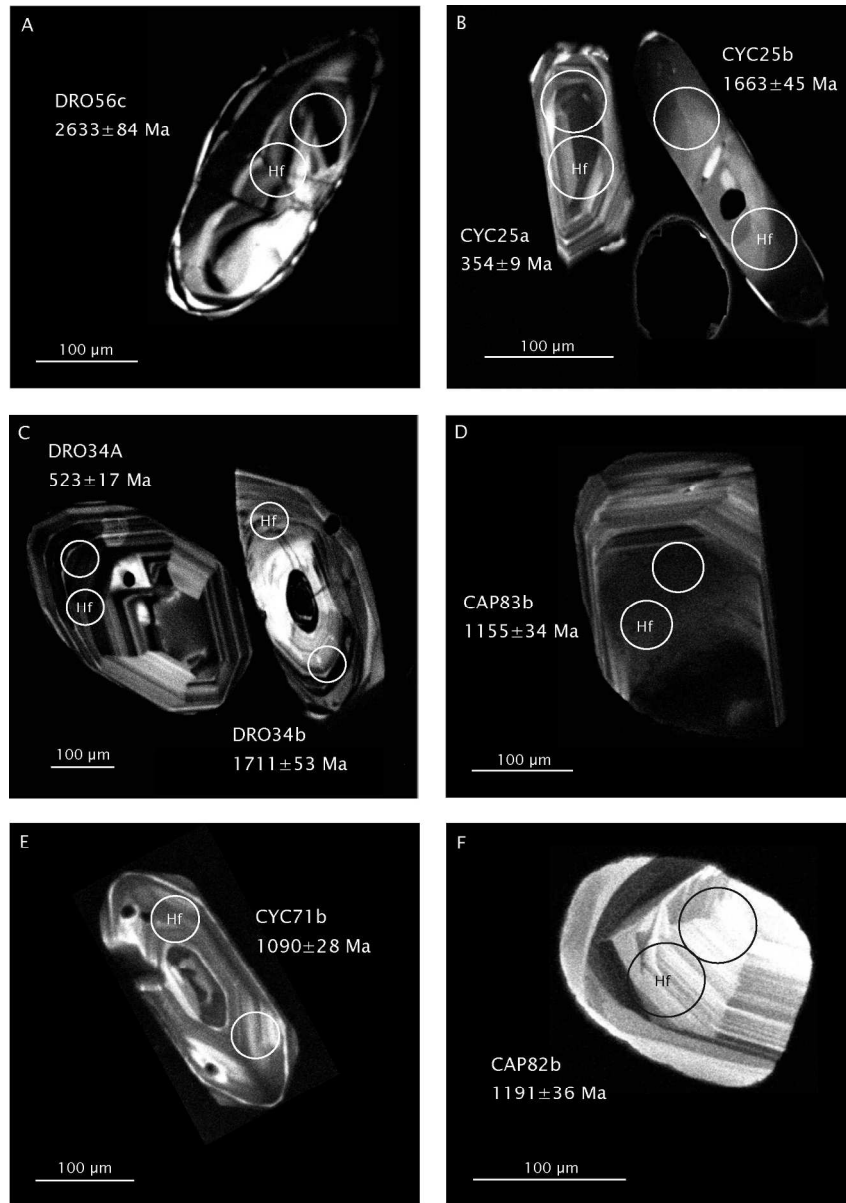 A
DRO56c
2633±84 Ma
Hf
100 µm
B
CYC25b
1663±45 Ma
Hf
Hf
CYC25a
354±9 Ma
100 µm
C
DRO34A
523±17 Ma
Hf
Hf
DRO34b
1711±53 Ma
100 µm
D
CAP83b
1155±34 Ma
Hf
100 µm
E
Hf
CYC71b
1090±28 Ma
100 µm
F
Hf
CAP82b
1191±36 Ma
100 µm